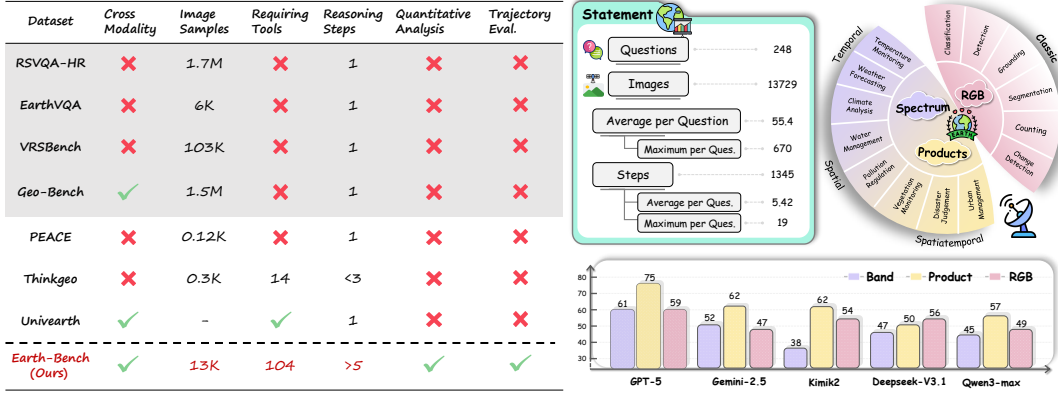 Dataset Cross Modality Image Samples Requiring Tools Reasoning Steps Quantitative Analysis Trajectory Eval.
RSVQA-HR 1.7M 1
EarthVQA 6K 1
VRSBench 103K 1
Geo-Bench 1.5M 1
PEACE 0.12K 1
Thinkgeo 0.3K 14 <3
Univearth - 1
Earth-Bench (Ours) 13K 104 >5
Statement
Questions 248
Images 13729
Average per Question 55.4
Maximum per Ques. 670
Steps 1345
Average per Ques. 5.42
Maximum per Ques. 19
Temporal
Spatial
Spatiotemporal
Classic
Spectrum
RGB
Products
EARTH
Temperature Monitoring
Weather Forecasting
Climate Analysis
Water Management
Pollution Regulation
Vegetation Monitoring
Disaster Judgement
Urban Management
Classification
Detection
Grounding
Segmentation
Counting
Change Detection
Band Product RGB
80
70
60
50
40
30
61 75 59
52 62 47
38 62 54
47 50 56
45 57 49
GPT-5 Gemini-2.5 Kimik2 Deepseek-V3.1 Qwen3-max